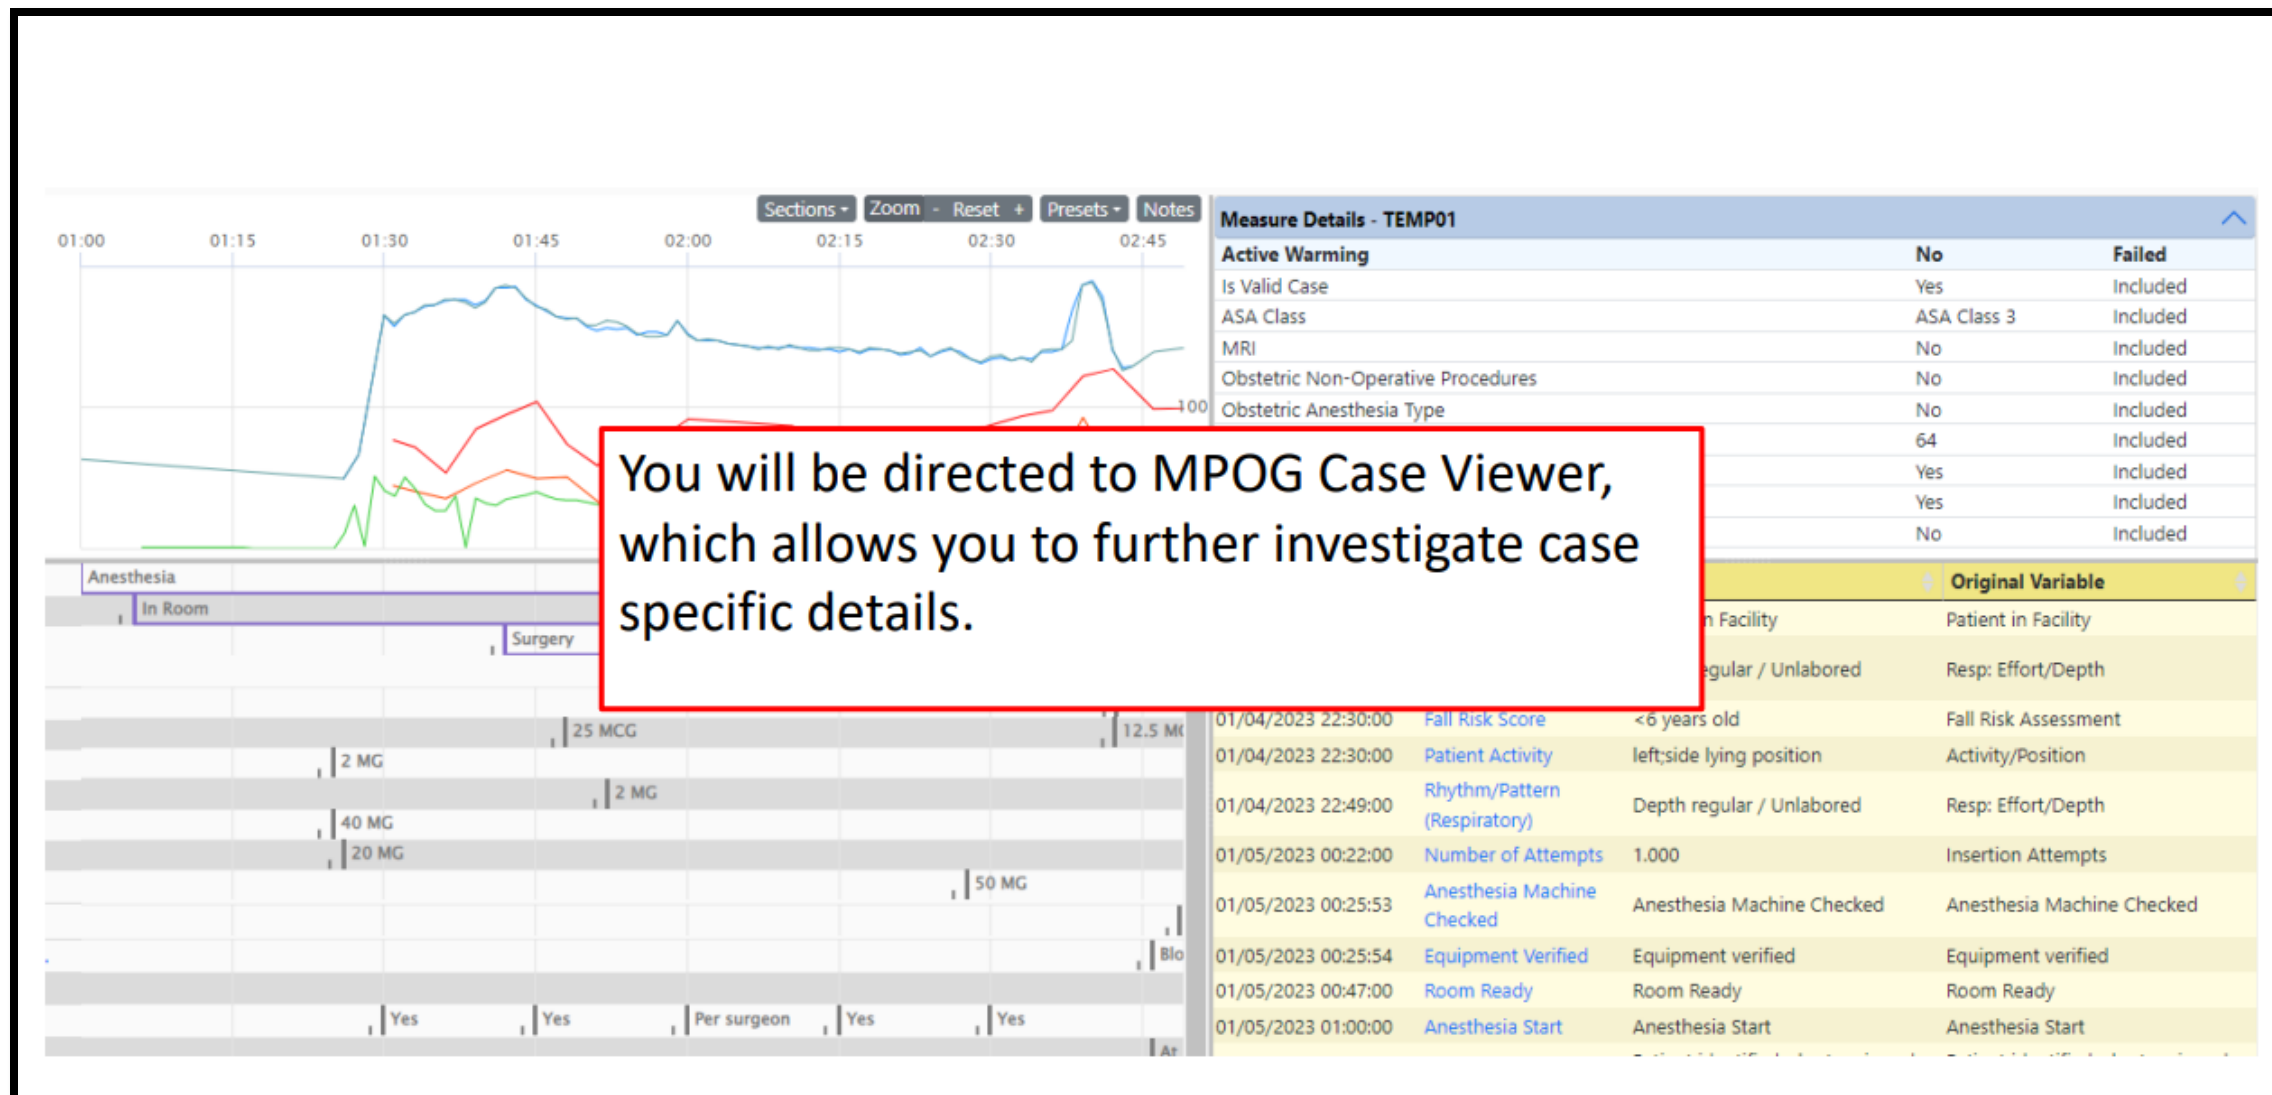 Sections Zoom - Reset + Presets Notes
01:00 01:15 01:30 01:45 02:00 02:15 02:30 02:45
100
Anesthesia
In Room
Surgery
25 MCG 12.5
2 MG
2 MG
40 MG
20 MG
50 MG
Blo
Yes Yes Per surgeon Yes Yes
At
Measure Details - TEMP01
Active Warming No Failed
Is Valid Case Yes Included
ASA Class ASA Class 3 Included
MRI No Included
Obstetric Non-Operative Procedures No Included
Obstetric Anesthesia Type No Included
64 Included
Yes Included
Yes Included
No Included
You will be directed to MPOG Case Viewer,
which allows you to further investigate case
specific details.
Original Variable
Facility Patient in Facility
/ Unlabored Resp: Effort/Depth
01/04/2023 22:30:00 Fall Risk Score <6 years old Fall Risk Assessment
01/04/2023 22:30:00 Patient Activity left;side lying position Activity/Position
01/04/2023 22:49:00 Rhythm/Pattern (Respiratory) Depth regular / Unlabored Resp: Effort/Depth
01/05/2023 00:22:00 Number of Attempts 1.000 Insertion Attempts
01/05/2023 00:25:53 Anesthesia Machine Checked Anesthesia Machine Checked Anesthesia Machine Checked
01/05/2023 00:25:54 Equipment Verified Equipment verified Equipment verified
01/05/2023 00:47:00 Room Ready Room Ready Room Ready
01/05/2023 01:00:00 Anesthesia Start Anesthesia Start Anesthesia Start